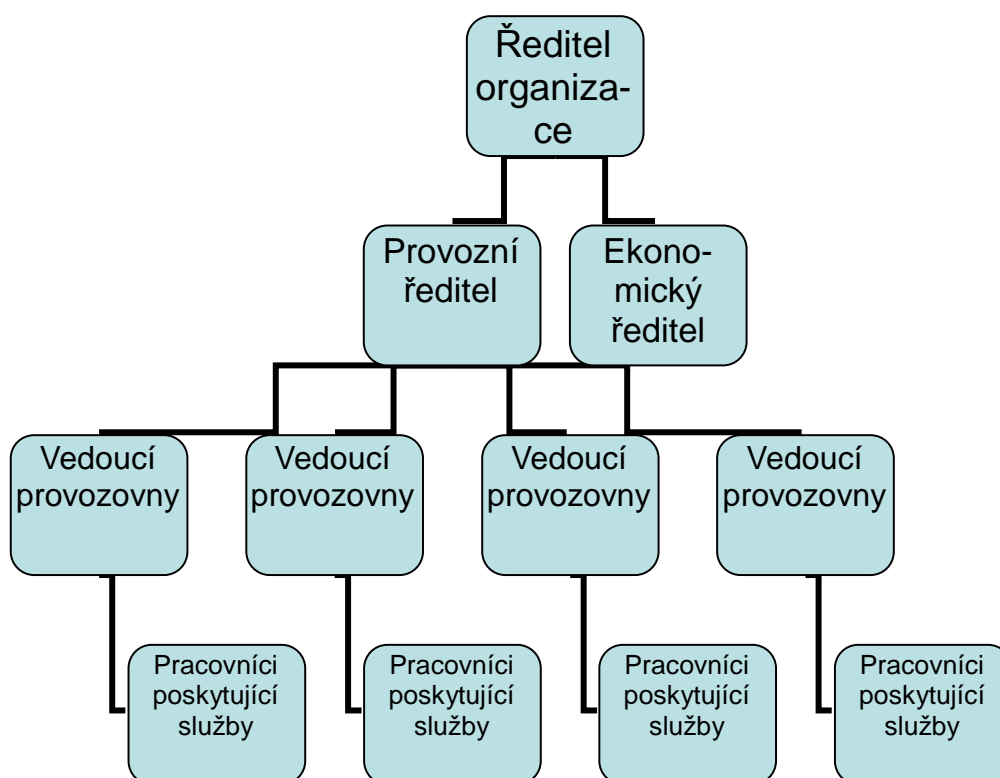 Ředitel
organiza-
ce
Provozní
ředitel
Ekono-
mický
ředitel
Vedoucí
provozovny
Vedoucí
provozovny
Vedoucí
provozovny
Vedoucí
provozovny
Pracovníci
poskytující
služby
Pracovníci
poskytující
služby
Pracovníci
poskytující
služby
Pracovníci
poskytující
služby